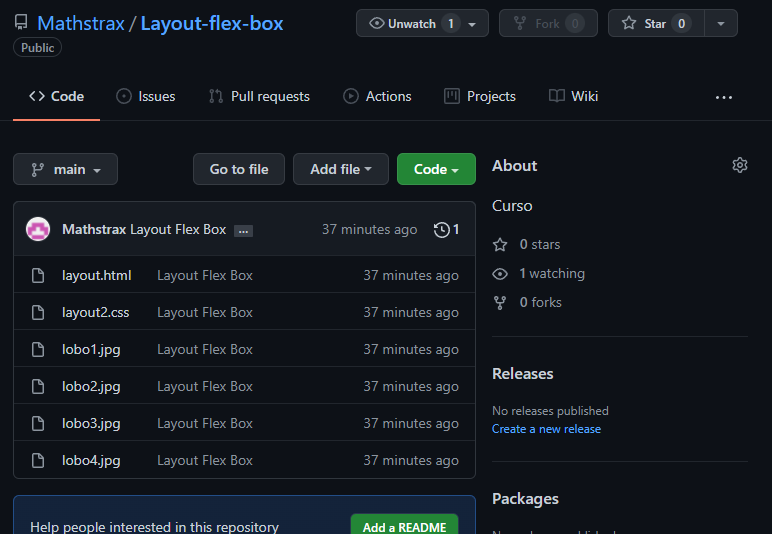 Mathstrax / Layout-flex-box
Public
Unwatch 1
Fork 0
Star 0
Code
Issues
Pull requests
Actions
Projects
Wiki
...
main
Go to file
Add file
Code
Mathstrax Layout Flex Box ... 37 minutes ago 1
layout.html Layout Flex Box 37 minutes ago
layout2.css Layout Flex Box 37 minutes ago
lobo1.jpg Layout Flex Box 37 minutes ago
lobo2.jpg Layout Flex Box 37 minutes ago
lobo3.jpg Layout Flex Box 37 minutes ago
lobo4.jpg Layout Flex Box 37 minutes ago
Help people interested in this repository
Add a README
About
Curso
0 stars
1 watching
0 forks
Releases
No releases published
Create a new release
Packages